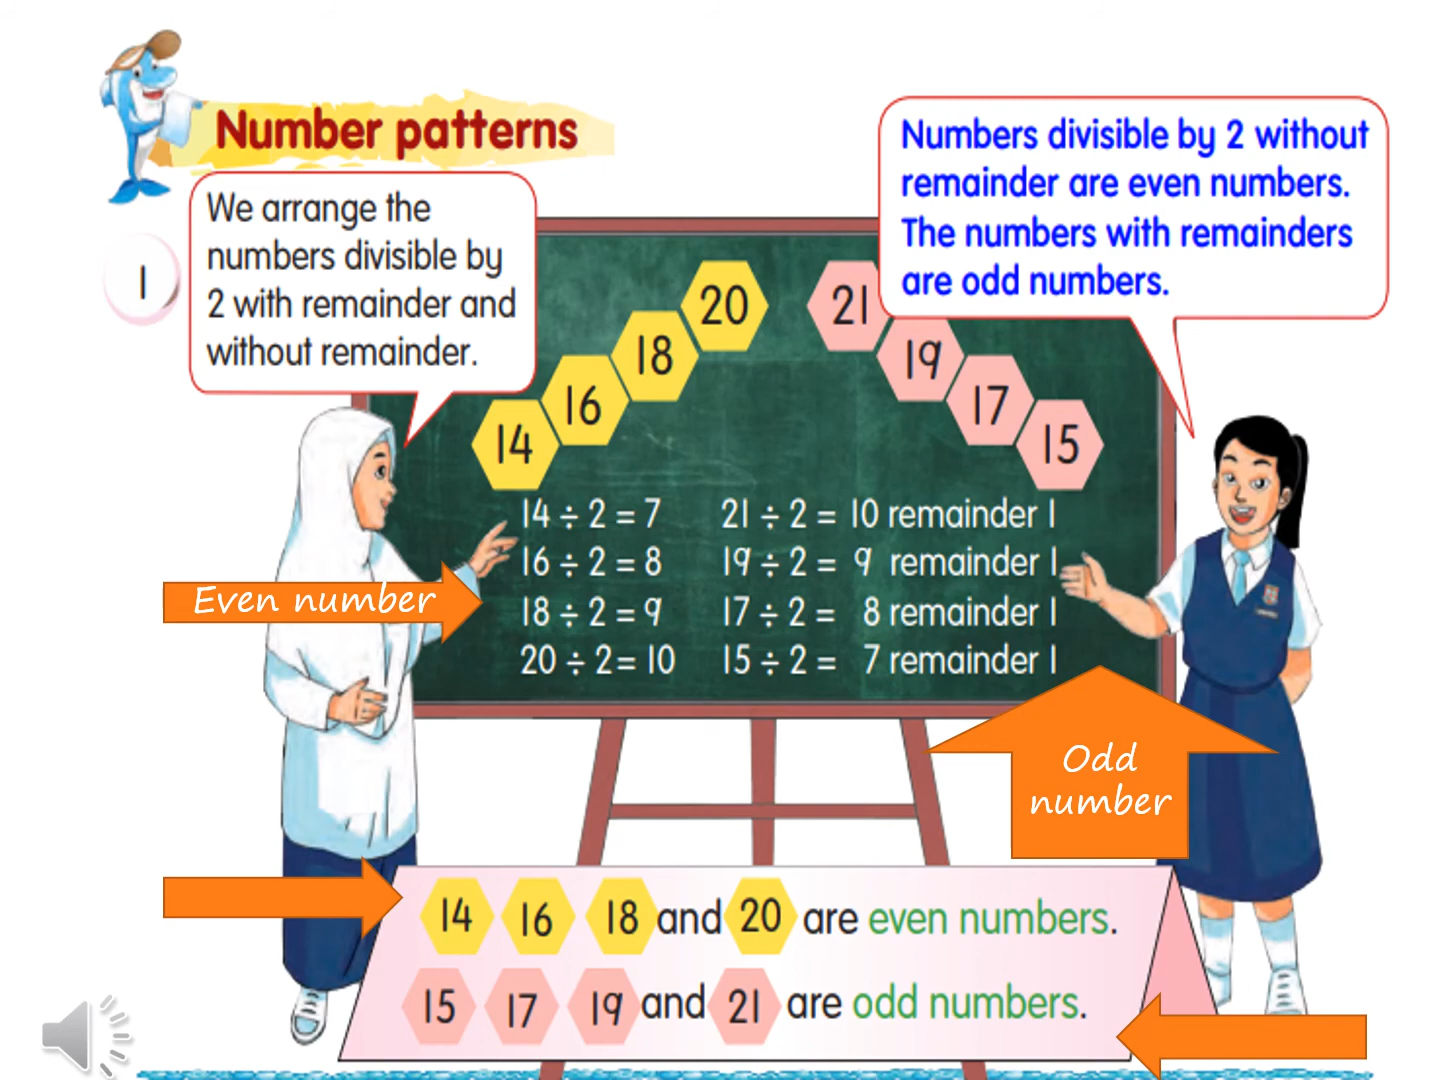 Number patterns
1
We arrange the
numbers divisible by
2 with remainder and
without remainder.
Numbers divisible by 2 without
remainder are even numbers.
The numbers with remainders
are odd numbers.
14 16 18 20
21 19 17 15
14 ÷ 2 = 7
16 ÷ 2 = 8
18 ÷ 2 = 9
20 ÷ 2 = 10
21 ÷ 2 = 10 remainder 1
19 ÷ 2 = 9 remainder 1
17 ÷ 2 = 8 remainder 1
15 ÷ 2 = 7 remainder 1
Even number
Odd
number
14 16 18 and 20 are even numbers.
15 17 19 and 21 are odd numbers.